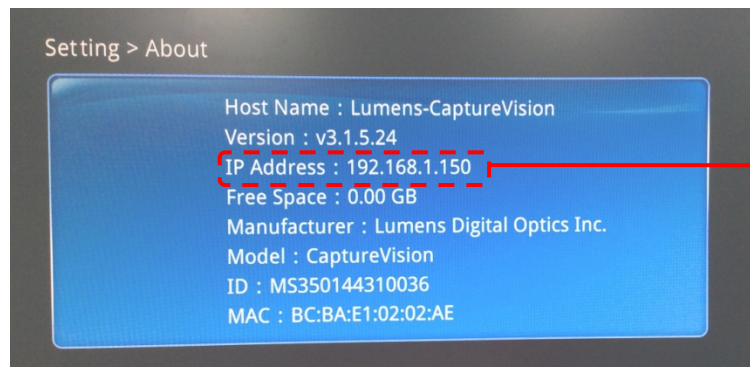 Setting > About
Host Name : Lumens-CaptureVision
Version : v3.1.5.24
IP Address : 192.168.1.150
Free Space : 0.00 GB
Manufacturer : Lumens Digital Optics Inc.
Model : CaptureVision
ID : MS350144310036
MAC : BC:BA:E1:02:02:AE